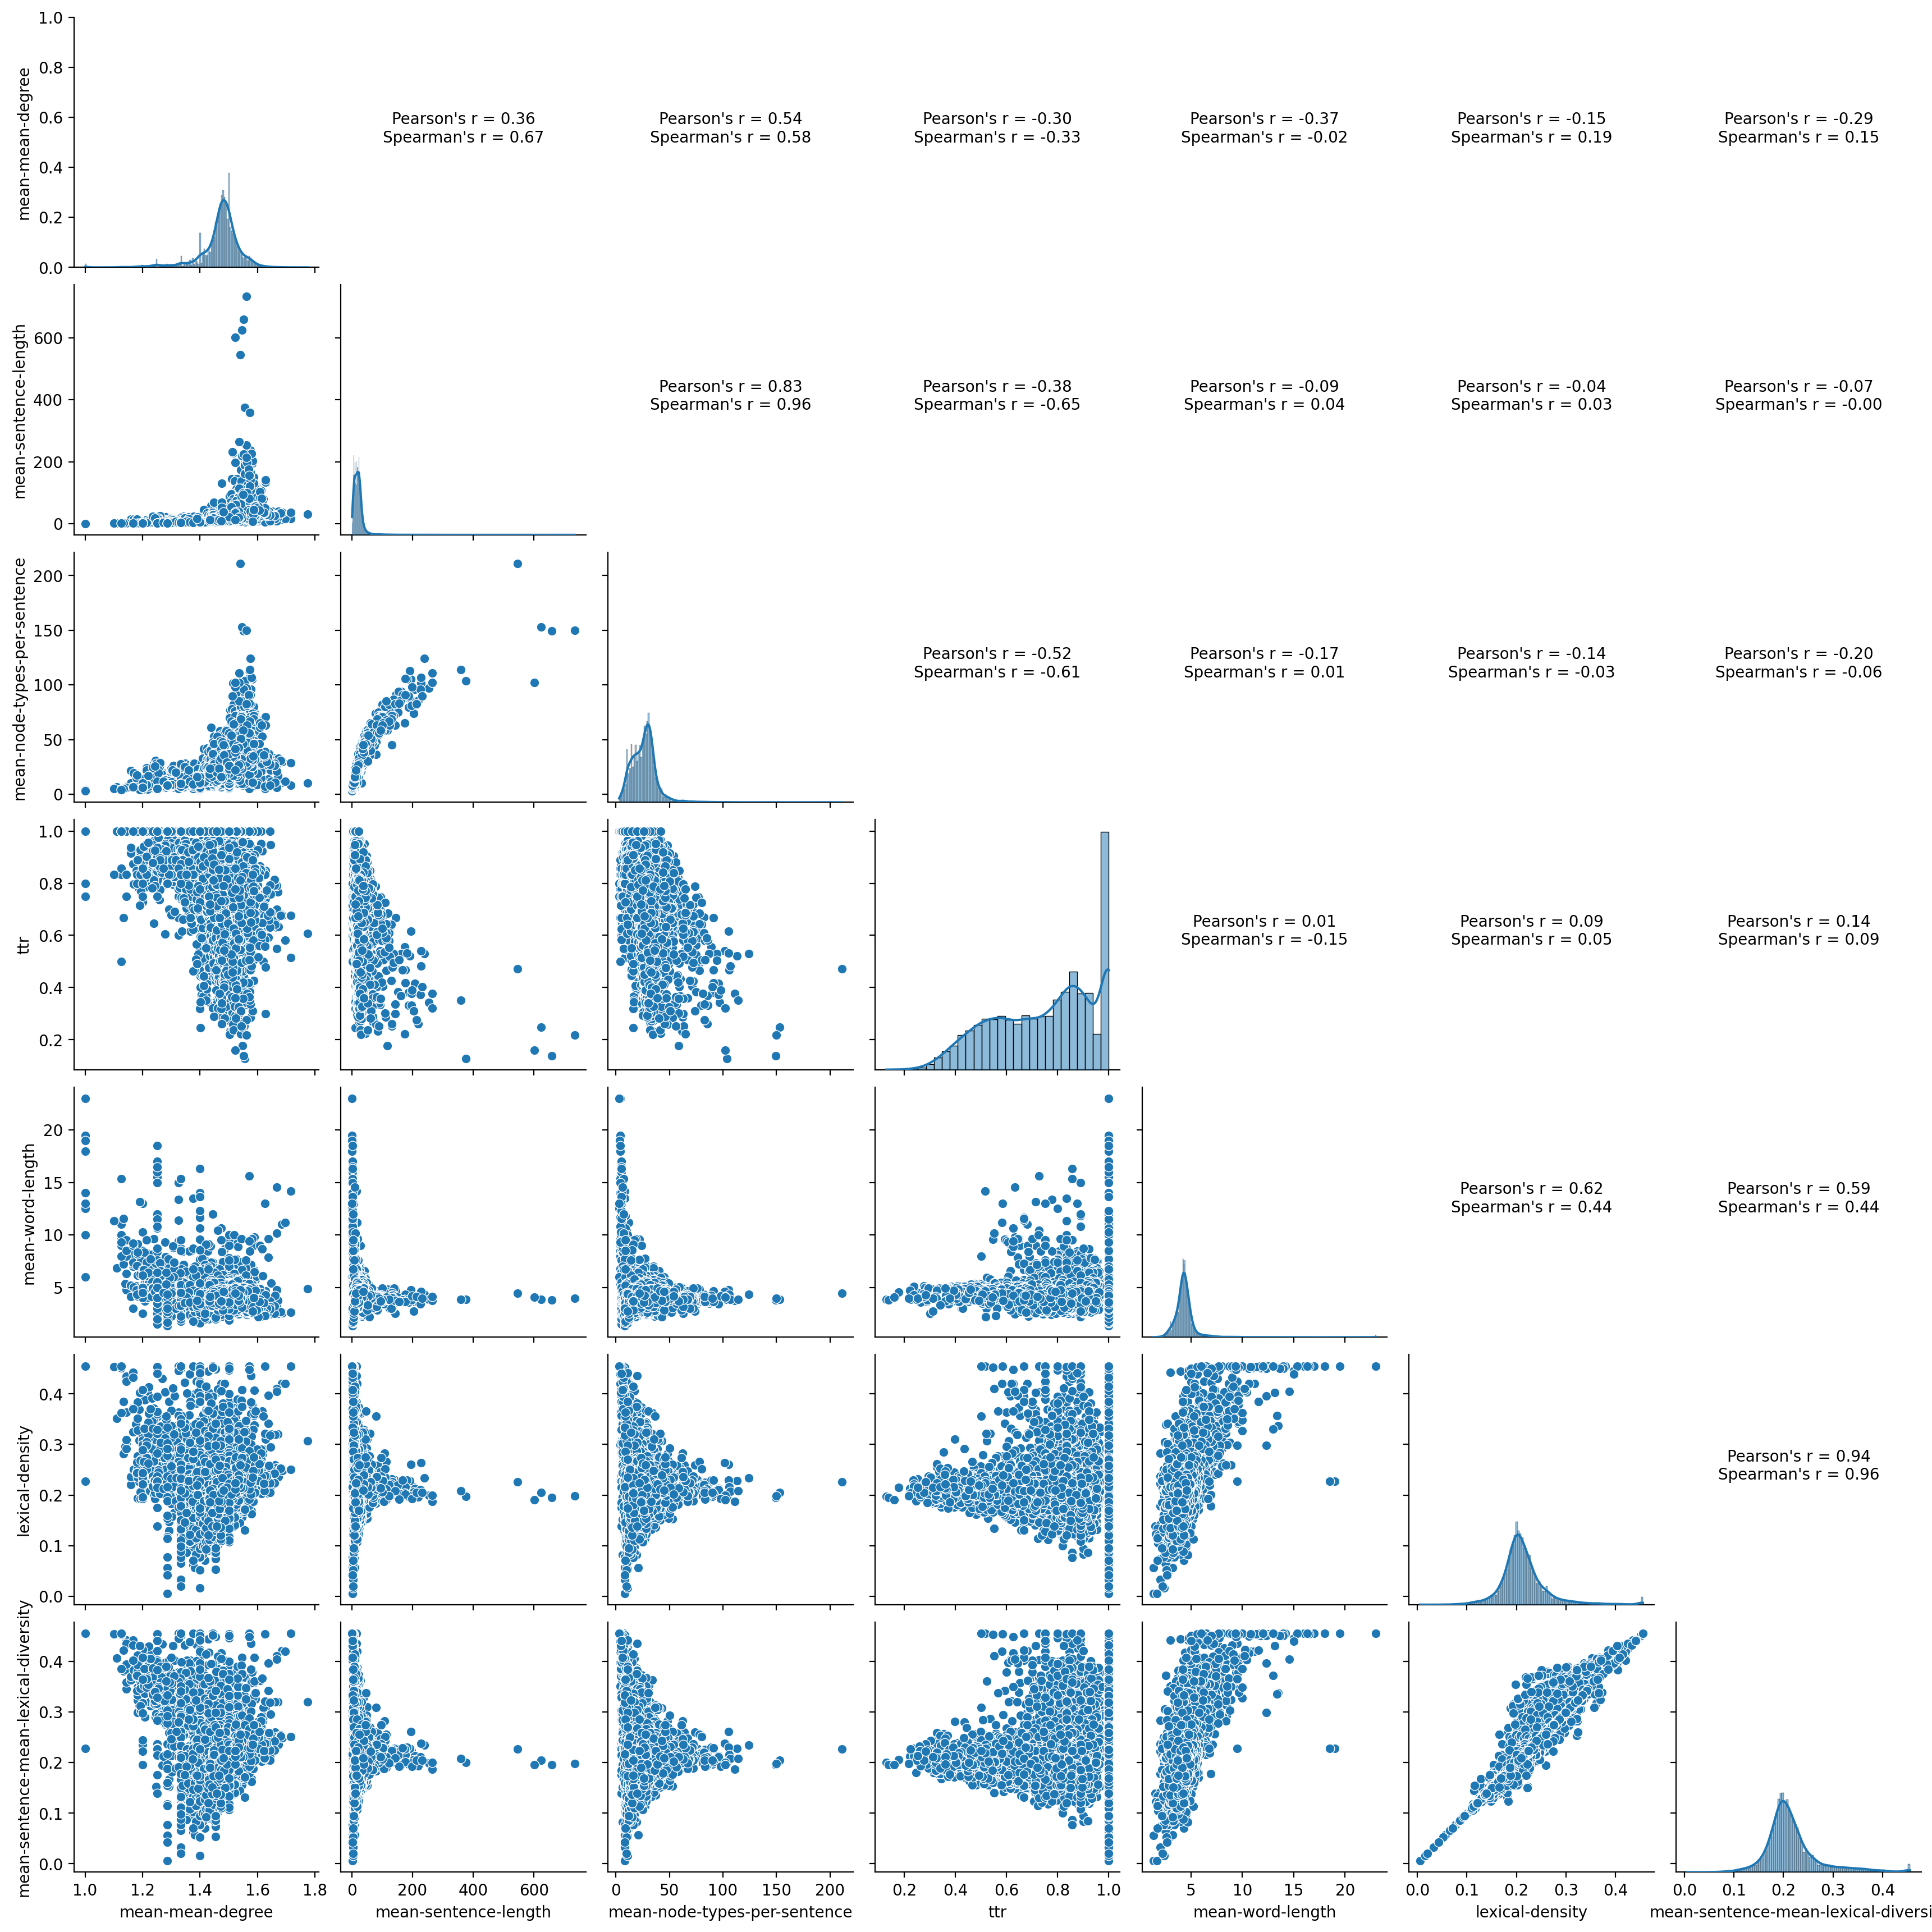 1.0
0.8
0.6
0.4
0.2
0.0
mean-mean-degree
Pearson's r = 0.36
Spearman's r = 0.67
Pearson's r = 0.54
Spearman's r = 0.58
Pearson's r = -0.30
Spearman's r = -0.33
Pearson's r = -0.37
Spearman's r = -0.02
Pearson's r = -0.15
Spearman's r = 0.19
Pearson's r = -0.29
Spearman's r = 0.15
600
400
200
0
mean-sentence-length
Pearson's r = 0.83
Spearman's r = 0.96
Pearson's r = -0.38
Spearman's r = -0.65
Pearson's r = -0.09
Spearman's r = 0.04
Pearson's r = -0.04
Spearman's r = 0.03
Pearson's r = -0.07
Spearman's r = -0.00
200
150
100
50
0
mean-node-types-per-sentence
Pearson's r = -0.52
Spearman's r = -0.61
Pearson's r = -0.17
Spearman's r = 0.01
Pearson's r = -0.14
Spearman's r = -0.03
Pearson's r = -0.20
Spearman's r = -0.06
1.0
0.8
0.6
0.4
0.2
ttr
Pearson's r = 0.01
Spearman's r = -0.15
Pearson's r = 0.09
Spearman's r = 0.05
Pearson's r = 0.14
Spearman's r = 0.09
20
15
10
5
mean-word-length
Pearson's r = 0.62
Spearman's r = 0.44
Pearson's r = 0.59
Spearman's r = 0.44
0.4
0.3
0.2
0.1
0.0
lexical-density
Pearson's r = 0.94
Spearman's r = 0.96
0.4
0.3
0.2
0.1
0.0
mean-sentence-mean-lexical-diversity
1.0 1.2 1.4 1.6 1.8
mean-mean-degree
0 200 400 600
mean-sentence-length
0 50 100 150 200
mean-node-types-per-sentence
0.2 0.4 0.6 0.8 1.0
ttr
5 10 15 20
mean-word-length
0.0 0.1 0.2 0.3 0.4
lexical-density
0.0 0.1 0.2 0.3 0.4
mean-sentence-mean-lexical-diversi